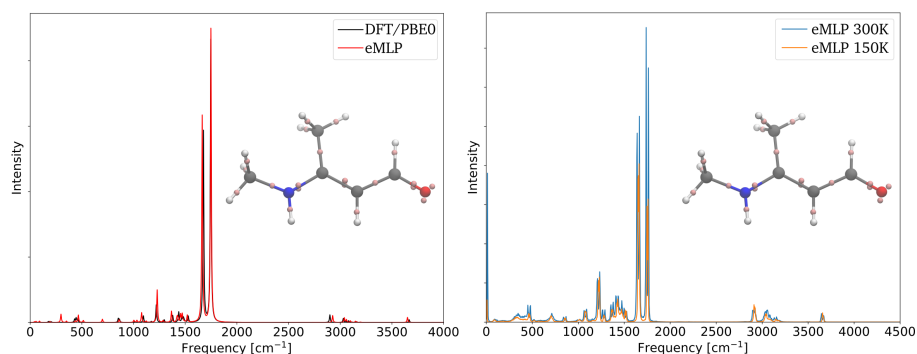 DFT/PBE0
eMLP
Intensity
0 500 1000 1500 2000 2500 3000 3500 4000
Frequency [cm⁻¹]
eMLP 300K
eMLP 150K
Intensity
0 500 1000 1500 2000 2500 3000 3500 4000 4500
Frequency [cm⁻¹]